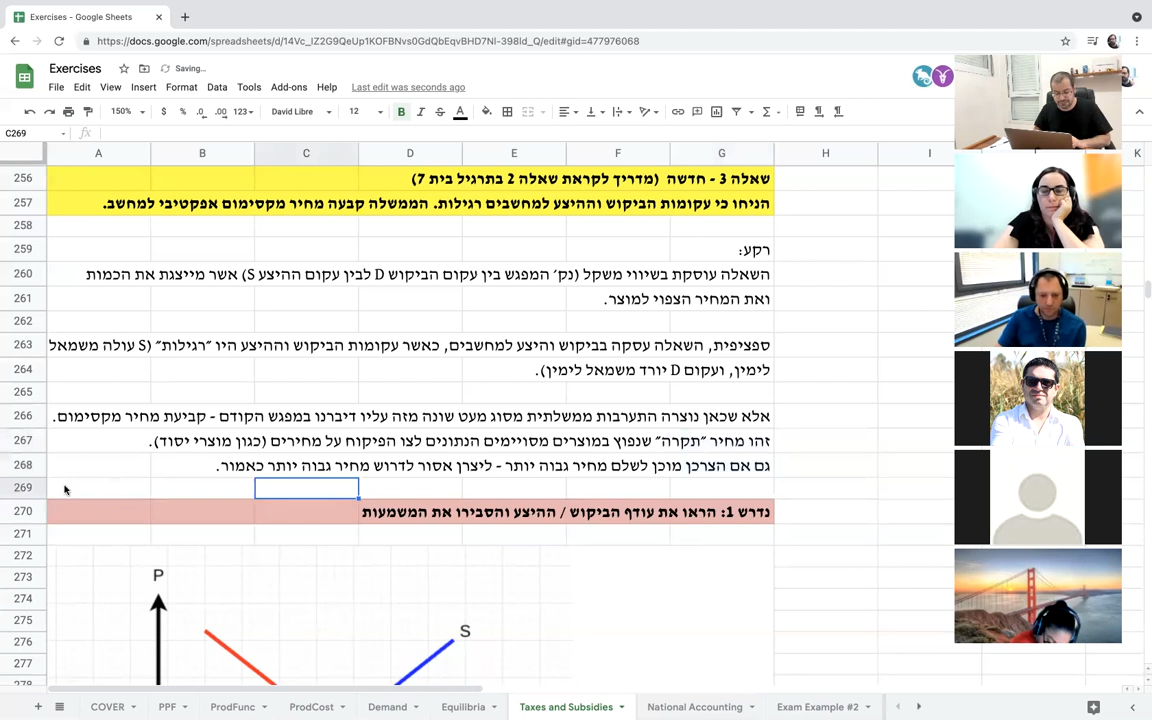 Exercises - Google Sheets
https://docs.google.com/spreadsheets/d/14Vc_IZ2G9QeUp1KOFBNvs0GdQbEqvBHD7Nl-398ld_Q/edit#gid=477976068
Exercises
Saving...
File Edit View Insert Format Data Tools Add-ons Help Last edit was seconds ago
150% $ % .0 .00 123 David Libre 12 B I S A
C269 fx
A B C D E F G H I K
256 שאלה 3 - חדשה (מדריך לקראת שאלה 2 בתרגיל בית 7)
257 הניחו כי עקומות הביקוש וההיצע למחשבים רגילות. הממשלה קבעה מחיר מקסימום אפקטיבי למחשב.
258
259 רקע:
260 השאלה עוסקת בשיווי משקל (נק׳ המפגש בין עקום הביקוש D לבין עקום ההיצע S) אשר מייצגת את הכמות
261 ואת המחיר הצפוי למוצר.
262
263 ספציפית, השאלה עסקה בביקוש והיצע למחשבים, כאשר עקומות הביקוש וההיצע היו ״רגילות״ (S עולה משמאל
264 לימין, ועקום D יורד משמאל לימין).
265
266 אלא שכאן נוצרה התערבות ממשלתית מסוג מעט שונה מזה עליו דיברנו במפגש הקודם - קביעת מחיר מקסימום.
267 זהו מחיר ״תקרה״ שנפוץ במוצרים מסויימים הנתונים לצו הפיקוח על מחירים (כגון מוצרי יסוד).
268 גם אם הצרכן מוכן לשלם מחיר גבוה יותר - ליצרן אסור לדרוש מחיר גבוה יותר כאמור.
269
270 נדרש 1: הראו את עודף הביקוש / ההיצע והסבירו את המשמעות
271
272
273
274
275
276
277
278
P
S
COVER PPF ProdFunc ProdCost Demand Equilibria Taxes and Subsidies National Accounting Exam Example #2